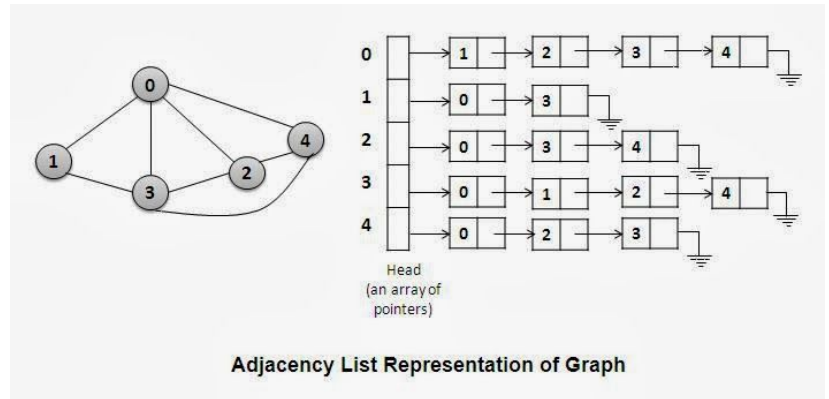 0
1
2
3
4
0 1 2 3 4
1 0 3
2 0 3 4
3 0 1 2 4
4 0 2 3
Head
(an array of
pointers)
Adjacency List Representation of Graph